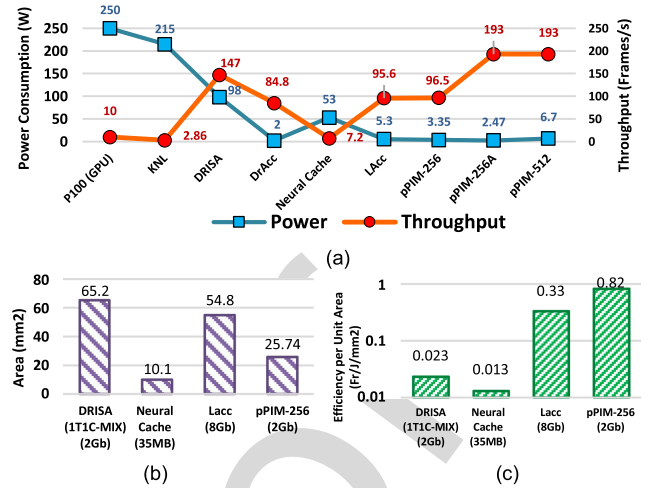 Power Consumption (W)
250
200
150
100
50
0
250
215
98
2
53
5.3
3.35
2.47
6.7
10
2.86
147
84.8
7.2
95.6
96.5
193
193
250
200
150
100
50
0
Throughput (Frames/s)
P100 (GPU)
KNL
DRISA
DrAcc
Neural Cache
LAcc
pPIM-256
pPIM-256A
pPIM-512
Power
Throughput
(a)
Area (mm2)
80
60
40
20
0
65.2
10.1
54.8
25.74
DRISA
(1T1C-MIX)
(2Gb)
Neural
Cache
(35MB)
Lacc
(8Gb)
pPIM-256
(2Gb)
(b)
Efficiency per Unit Area
(Fr/J/mm2)
1
0.1
0.01
0.023
0.013
0.33
0.82
DRISA
(1T1C-MIX)
(2Gb)
Neural
Cache
(35MB)
Lacc
(8Gb)
pPIM-256
(2Gb)
(c)